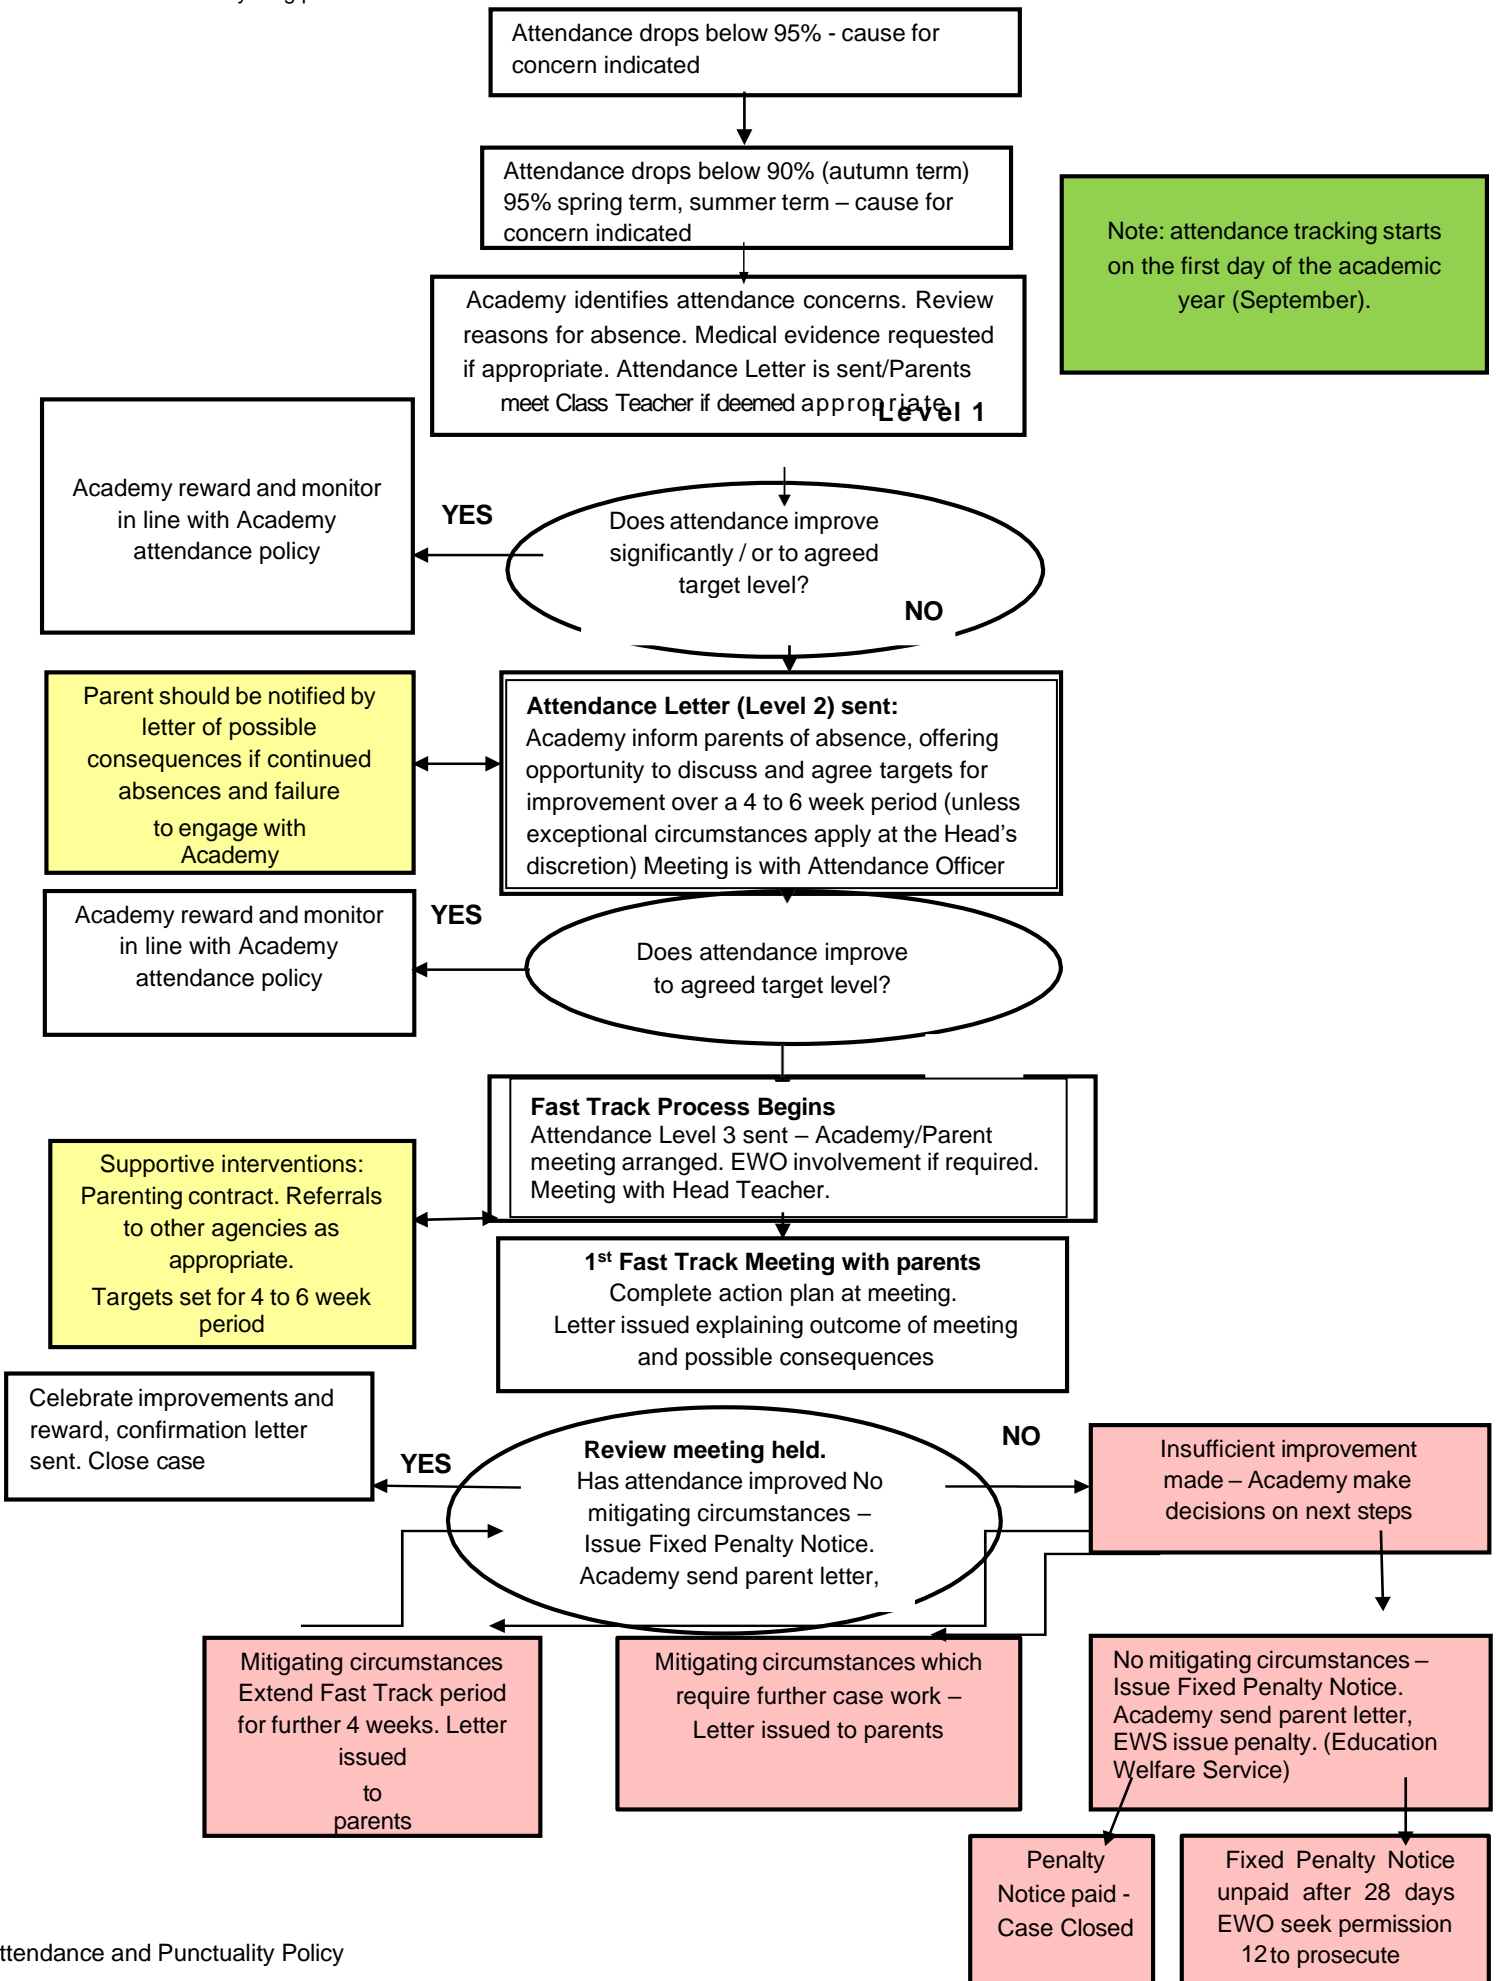 Attendance drops below 95% - cause for
concern indicated
Attendance drops below 90% (autumn term)
95% spring term, summer term – cause for
concern indicated
Note: attendance tracking starts
on the first day of the academic
year (September).
Academy identifies attendance concerns. Review
reasons for absence. Medical evidence requested
if appropriate. Attendance Letter is sent/Parents
meet Class Teacher if deemed appropriate
Level 1
Academy reward and monitor
in line with Academy
attendance policy
YES
Does attendance improve
significantly / or to agreed
target level?
NO
Parent should be notified by
letter of possible
consequences if continued
absences and failure
to engage with
Academy
Attendance Letter (Level 2) sent:
Academy inform parents of absence, offering
opportunity to discuss and agree targets for
improvement over a 4 to 6 week period (unless
exceptional circumstances apply at the Head’s
discretion) Meeting is with Attendance Officer
Academy reward and monitor
in line with Academy
attendance policy
YES
Does attendance improve
to agreed target level?
Fast Track Process Begins
Attendance Level 3 sent – Academy/Parent
meeting arranged. EWO involvement if required.
Meeting with Head Teacher.
Supportive interventions:
Parenting contract. Referrals
to other agencies as
appropriate.
Targets set for 4 to 6 week
period
1st Fast Track Meeting with parents
Complete action plan at meeting.
Letter issued explaining outcome of meeting
and possible consequences
Celebrate improvements and
reward, confirmation letter
sent. Close case
YES
Review meeting held.
Has attendance improved No
mitigating circumstances –
Issue Fixed Penalty Notice.
Academy send parent letter,
NO
Insufficient improvement
made – Academy make
decisions on next steps
Mitigating circumstances
Extend Fast Track period
for further 4 weeks. Letter
issued
to
parents
Mitigating circumstances which
require further case work –
Letter issued to parents
No mitigating circumstances –
Issue Fixed Penalty Notice.
Academy send parent letter,
EWS issue penalty. (Education
Welfare Service)
Penalty
Notice paid -
Case Closed
Fixed Penalty Notice
unpaid after 28 days
EWO seek permission
12 to prosecute
ttendance and Punctuality Policy